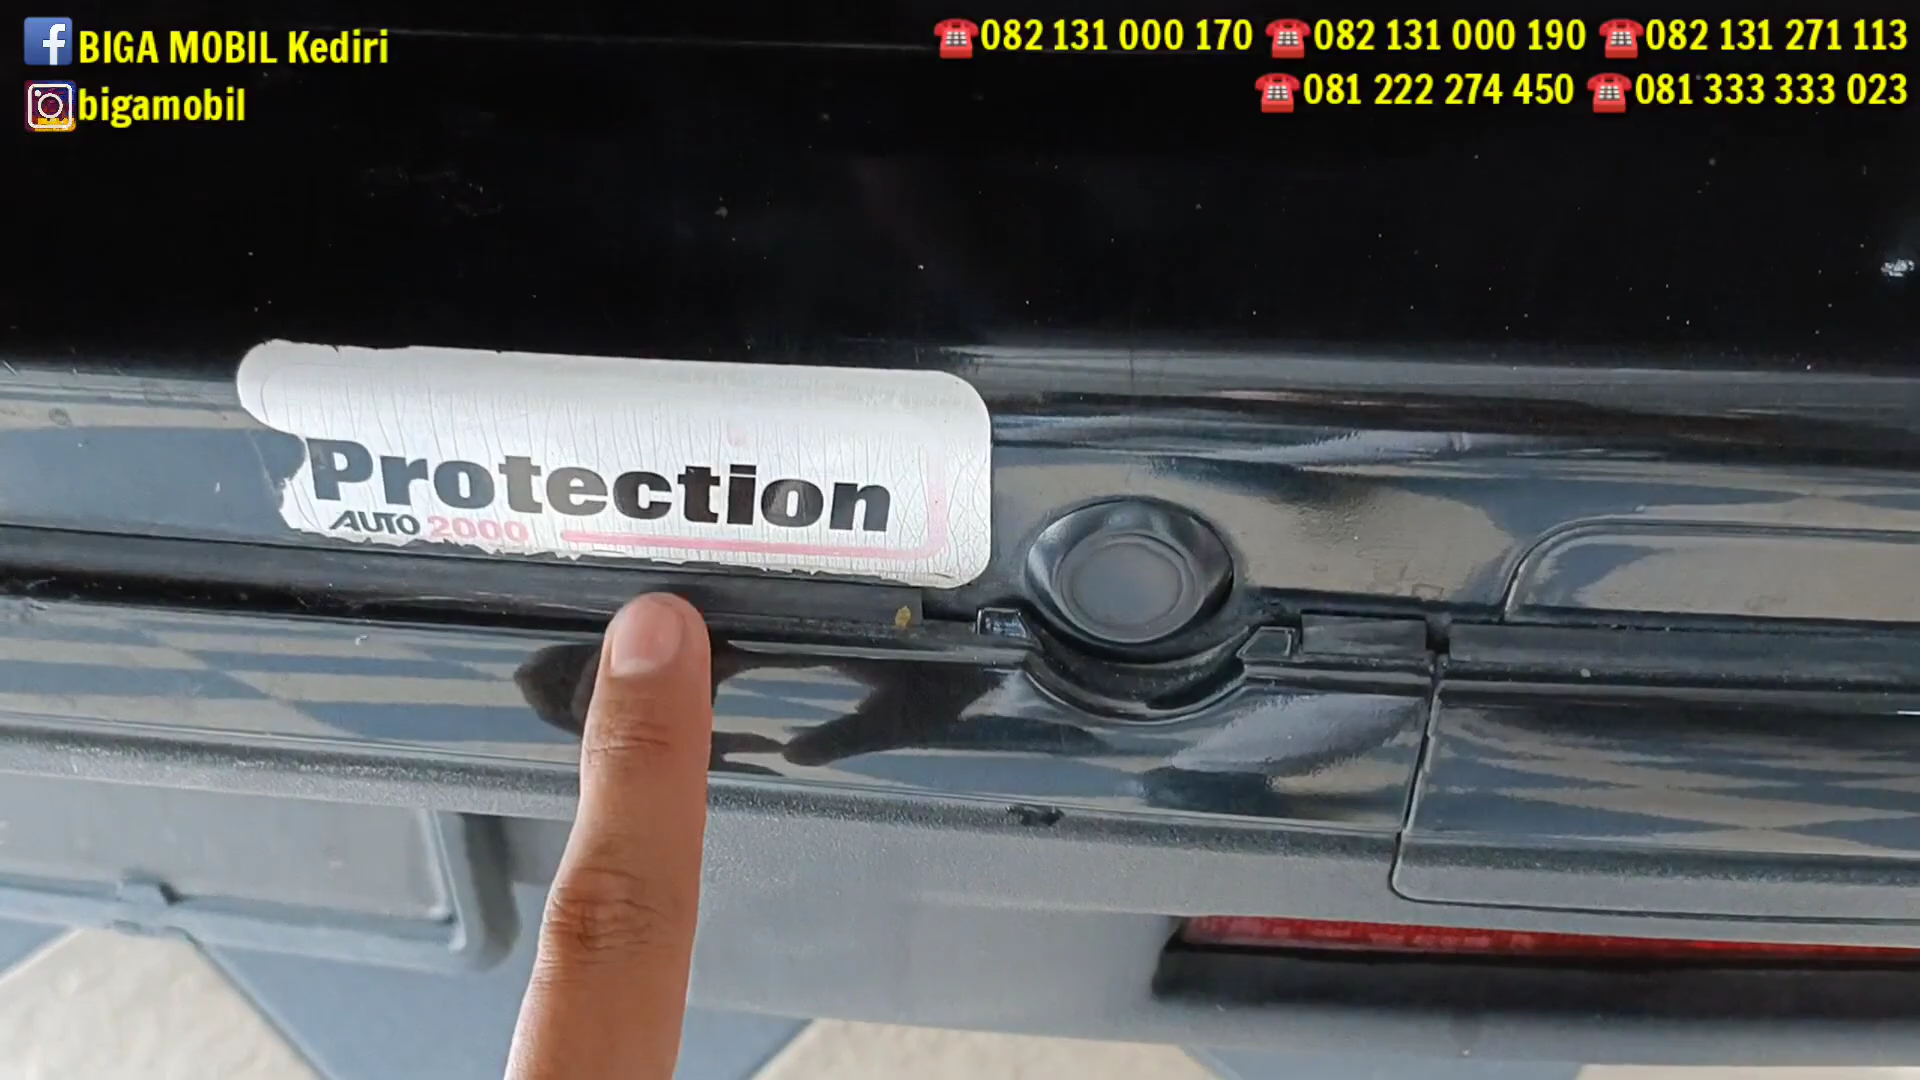 BIGA MOBIL Kediri
bigamobil
082 131 000 170 082 131 000 190 082 131 271 113
081 222 274 450 081 333 333 023
Protection
AUTO 2000